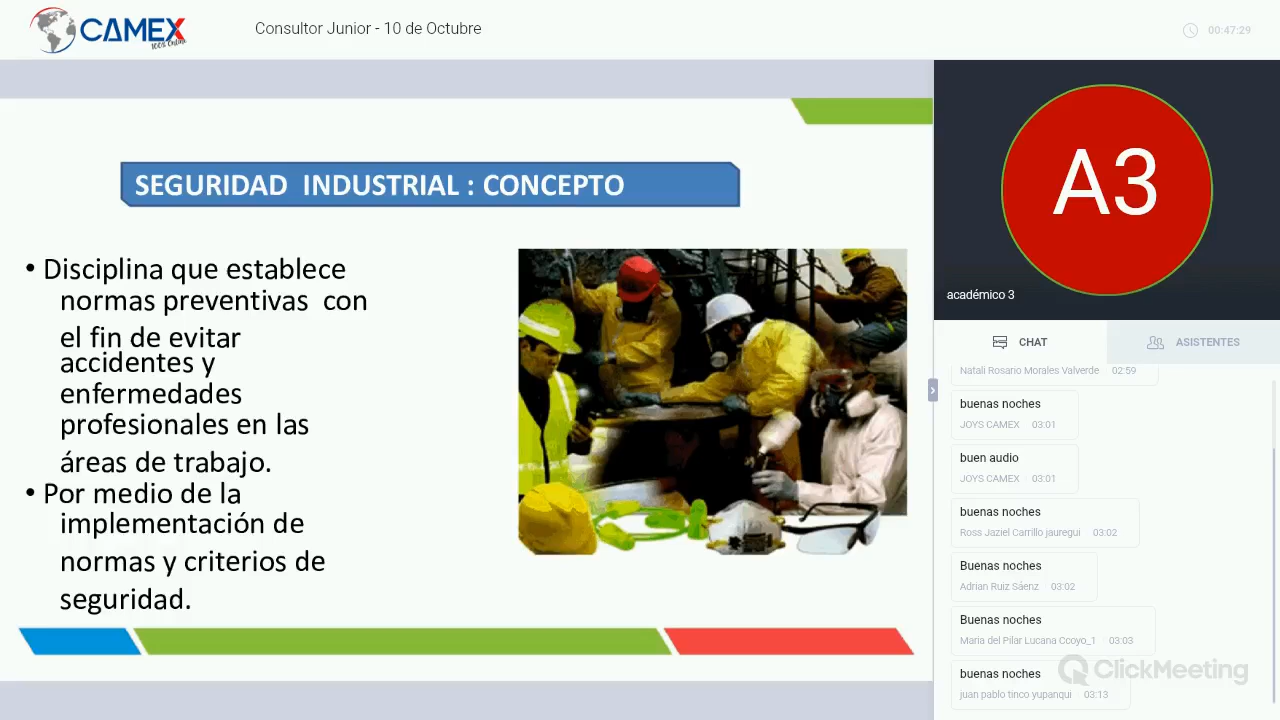 CAMEX
100% Online
Consultor Junior - 10 de Octubre
00:47:29
SEGURIDAD INDUSTRIAL : CONCEPTO
• Disciplina que establece
normas preventivas con
el fin de evitar
accidentes y
enfermedades
profesionales en las
áreas de trabajo.
• Por medio de la
implementación de
normas y criterios de
seguridad.
A3
académico 3
CHAT
ASISTENTES
Natali Rosario Morales Valverde 02:59
buenas noches
JOYS CAMEX 03:01
buen audio
JOYS CAMEX 03:01
buenas noches
Ross Jaziel Carrillo jauregui 03:02
Buenas noches
Adrian Ruiz Sáenz 03:02
Buenas noches
Maria del Pilar Lucana Ccoyo_1 03:03
buenas noches
juan pablo tinco yupanqui 03:13
ClickMeeting